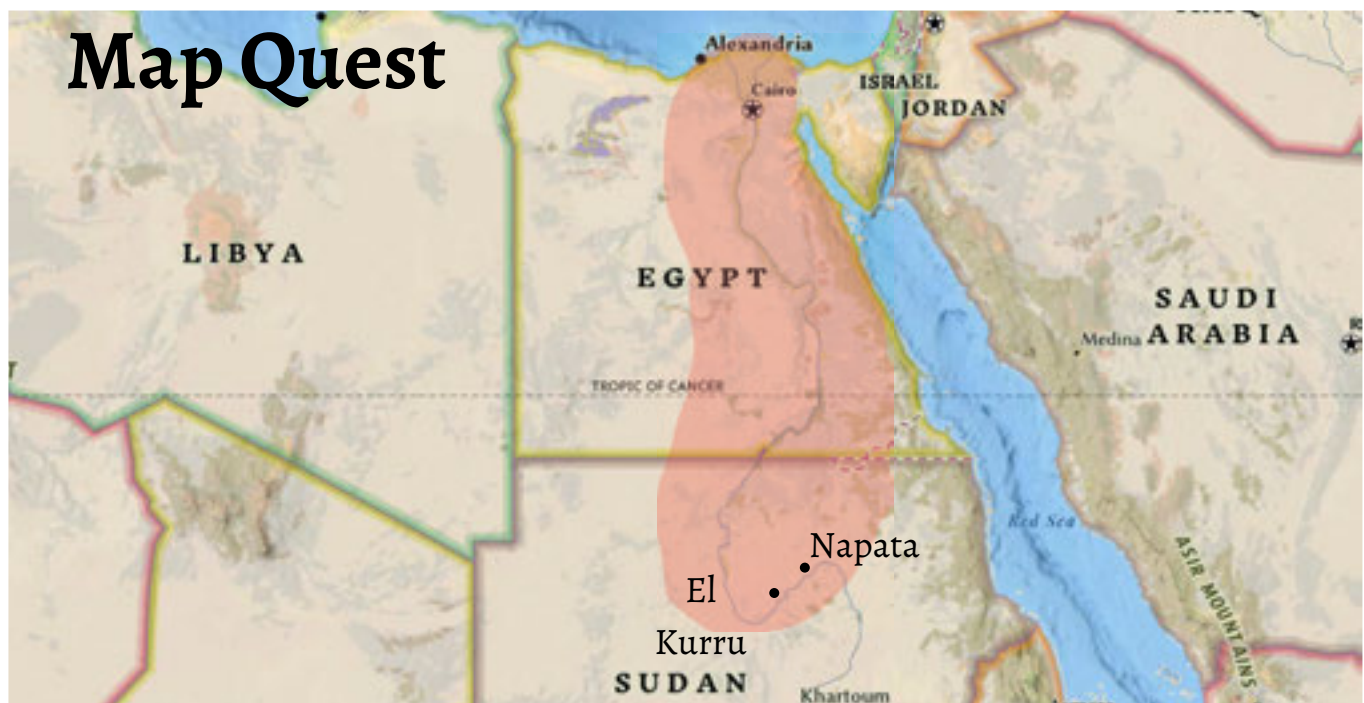 Map Quest
Alexandria
Cairo
ISRAEL
JORDAN
LIBYA
EGYPT
SAUDI
ARABIA
Medina
TROPIC OF CANCER
Red Sea
Napata
El
Kurru
ASIR MOUNTAINS
SUDAN
Khartoum